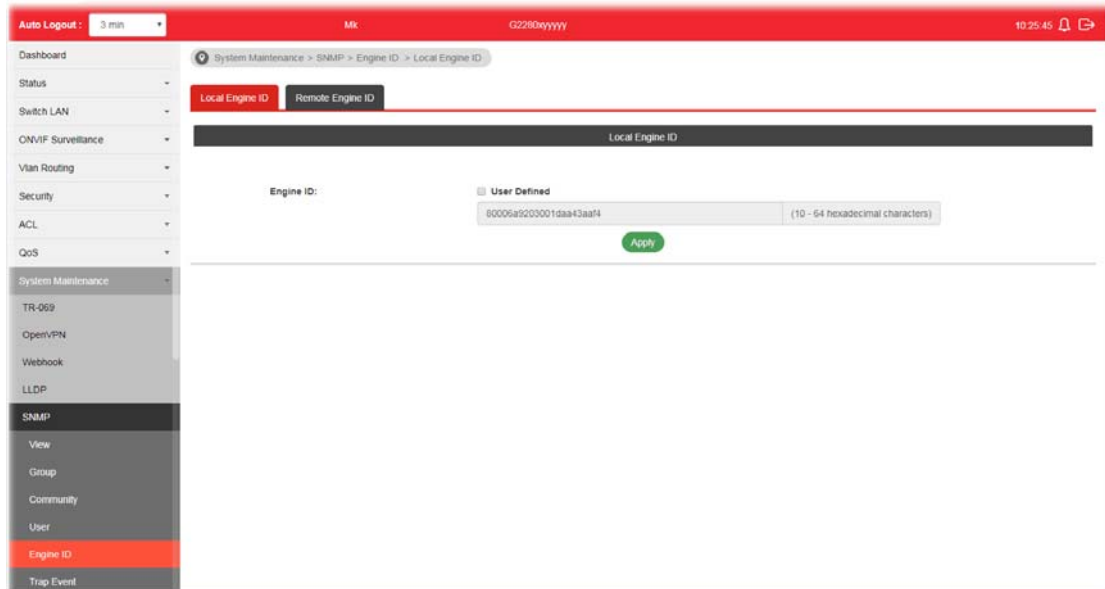 Auto Logout : 3 min Mk G2280xyyyyy 10:25:45
Dashboard
Status
Switch LAN
ONVIF Surveillance
Vlan Routing
Security
ACL
QoS
System Maintenance
TR-069
OpenVPN
Webhook
LLDP
SNMP
View
Group
Community
User
Engine ID
Trap Event
System Maintenance > SNMP > Engine ID > Local Engine ID
Local Engine ID Remote Engine ID
Local Engine ID
Engine ID: User Defined
80006a9203001daa43aaf4 (10 - 64 hexadecimal characters)
Apply